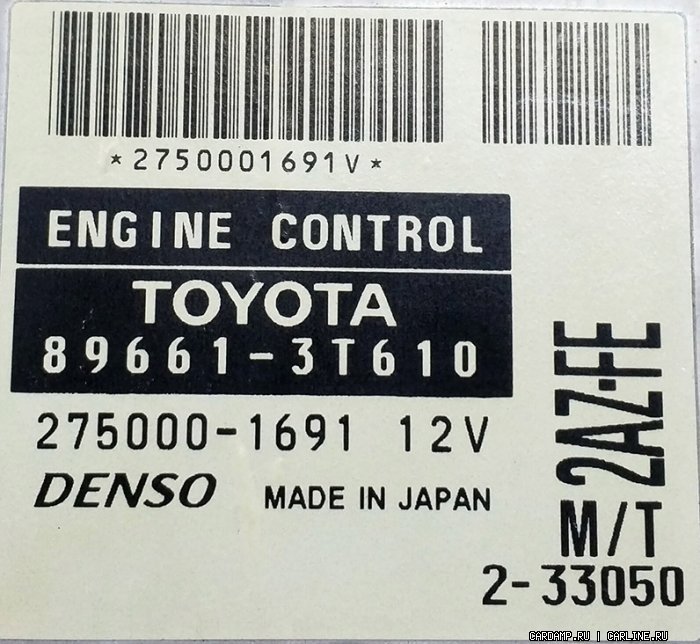 *2750001691V*
ENGINE CONTROL
TOYOTA
89661-3T610
275000-1691 12V
DENSO MADE IN JAPAN
2AZ-FE
M/T
2-33050
CARDAMP.RU | CARLINE.RU